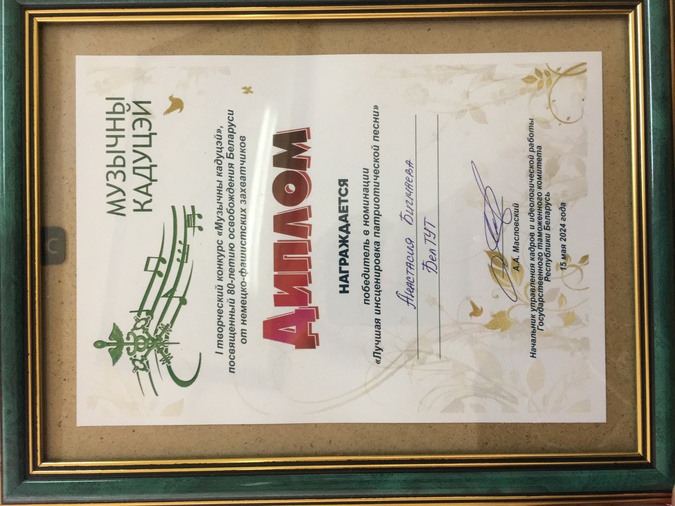 МУЗЫЧНЫ
КАДУЦЭЙ
I творческий конкурс «Музычны кадуцэй»,
посвященный 80-летию освобождения Беларуси
от немецко-фашистских захватчиков
ДИПЛОМ
НАГРАЖДАЕТСЯ
победитель в номинации
«Лучшая инсценировка патриотической песни»
Анастасия Бигмаева
БелТУТ
А.А. Масловский
Начальник управления кадров и идеологической работы
Государственного таможенного комитета
Республики Беларусь
15 мая 2024 года